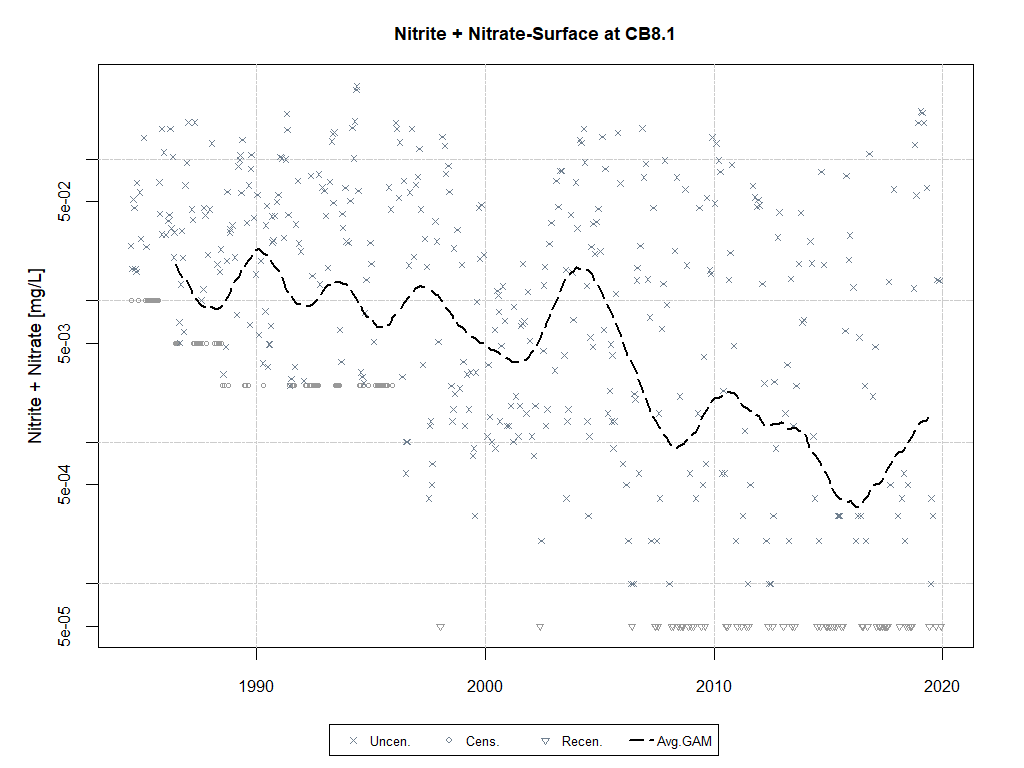 Nitrite + Nitrate-Surface at CB8.1
Nitrite + Nitrate [mg/L]
5e-02
5e-03
5e-04
5e-05
1990 2000 2010 2020
Uncen. Cens. Recen. Avg.GAM